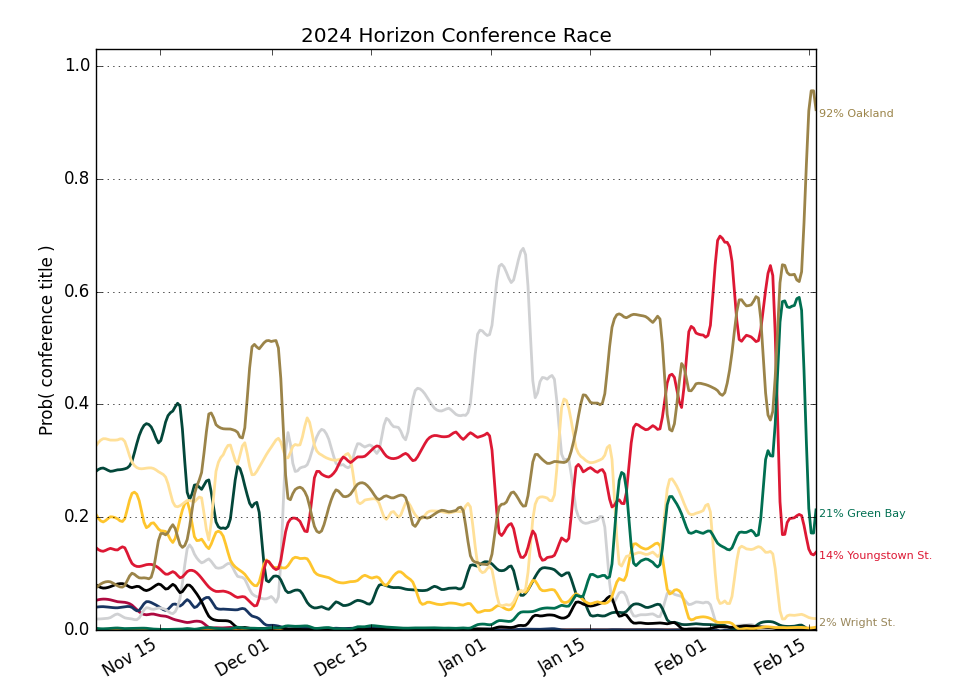 2024 Horizon Conference Race
1.0
0.8
0.6
0.4
0.2
0.0
Prob( conference title )
92% Oakland
21% Green Bay
14% Youngstown St.
2% Wright St.
Nov 15
Dec 01
Dec 15
Jan 01
Jan 15
Feb 01
Feb 15